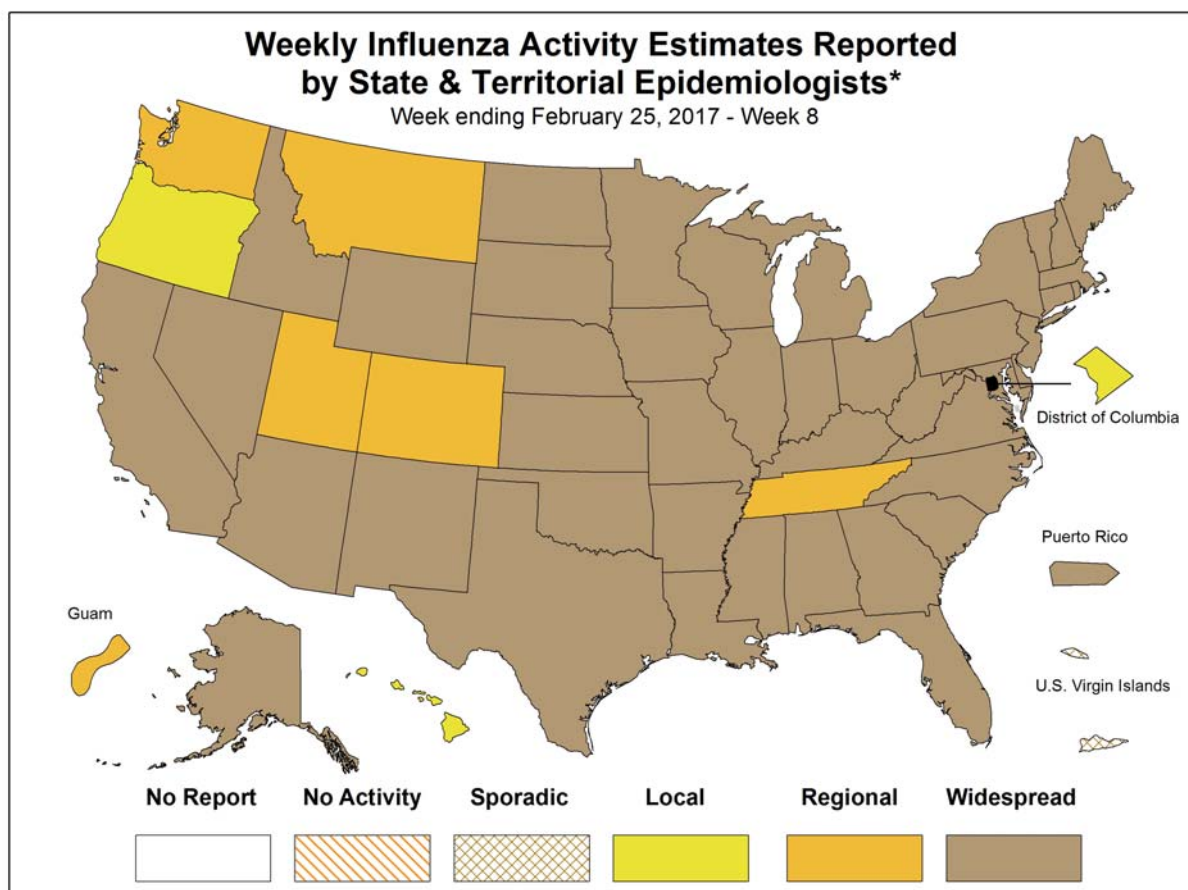 Weekly Influenza Activity Estimates Reported
by State & Territorial Epidemiologists*
Week ending February 25, 2017 - Week 8
District of Columbia
Puerto Rico
Guam
U.S. Virgin Islands
No Report
No Activity
Sporadic
Local
Regional
Widespread